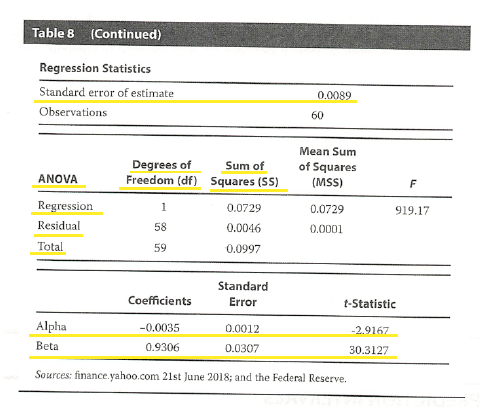 Table 8 (Continued)
Regression Statistics
Standard error of estimate 0.0089
Observations 60
Mean Sum
Degrees of Sum of of Squares
ANOVA Freedom (df) Squares (SS) (MSS) F
Regression 1 0.0729 0.0729 919.17
Residual 58 0.0046 0.0001
Total 59 0.0997
Standard
Coefficients Error t-Statistic
Alpha −0.0035 0.0012 -2.9167
Beta 0.9306 0.0307 30.3127
Sources: finance.yahoo.com 21st June 2018; and the Federal Reserve.